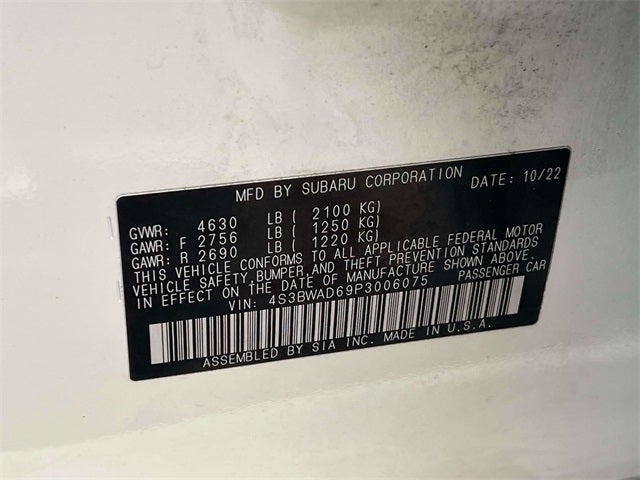 MFD BY SUBARU CORPORATION DATE: 10/22
GVWR: 4630 LB ( 2100 KG)
GAWR: F 2756 LB ( 1250 KG)
GAWR: R 2690 LB ( 1220 KG)
THIS VEHICLE CONFORMS TO ALL APPLICABLE FEDERAL MOTOR
VEHICLE SAFETY,BUMPER,AND THEFT PREVENTION STANDARDS
IN EFFECT ON THE DATE OF MANUFACTURE SHOWN ABOVE.
VIN: 4S3BWAD69P3006075 PASSENGER CAR
ASSEMBLED BY SIA INC. MADE IN U.S.A.